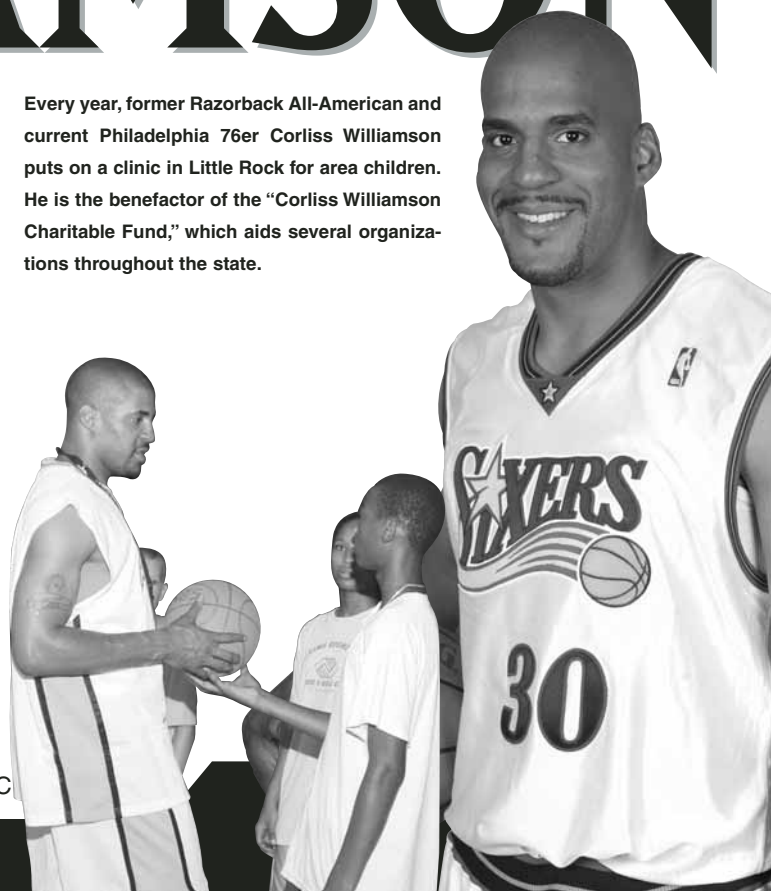 AMSON
Every year, former Razorback All-American and
current Philadelphia 76er Corliss Williamson
puts on a clinic in Little Rock for area children.
He is the benefactor of the “Corliss Williamson
Charitable Fund,” which aids several organiza-
tions throughout the state.
SIXERS
30
C